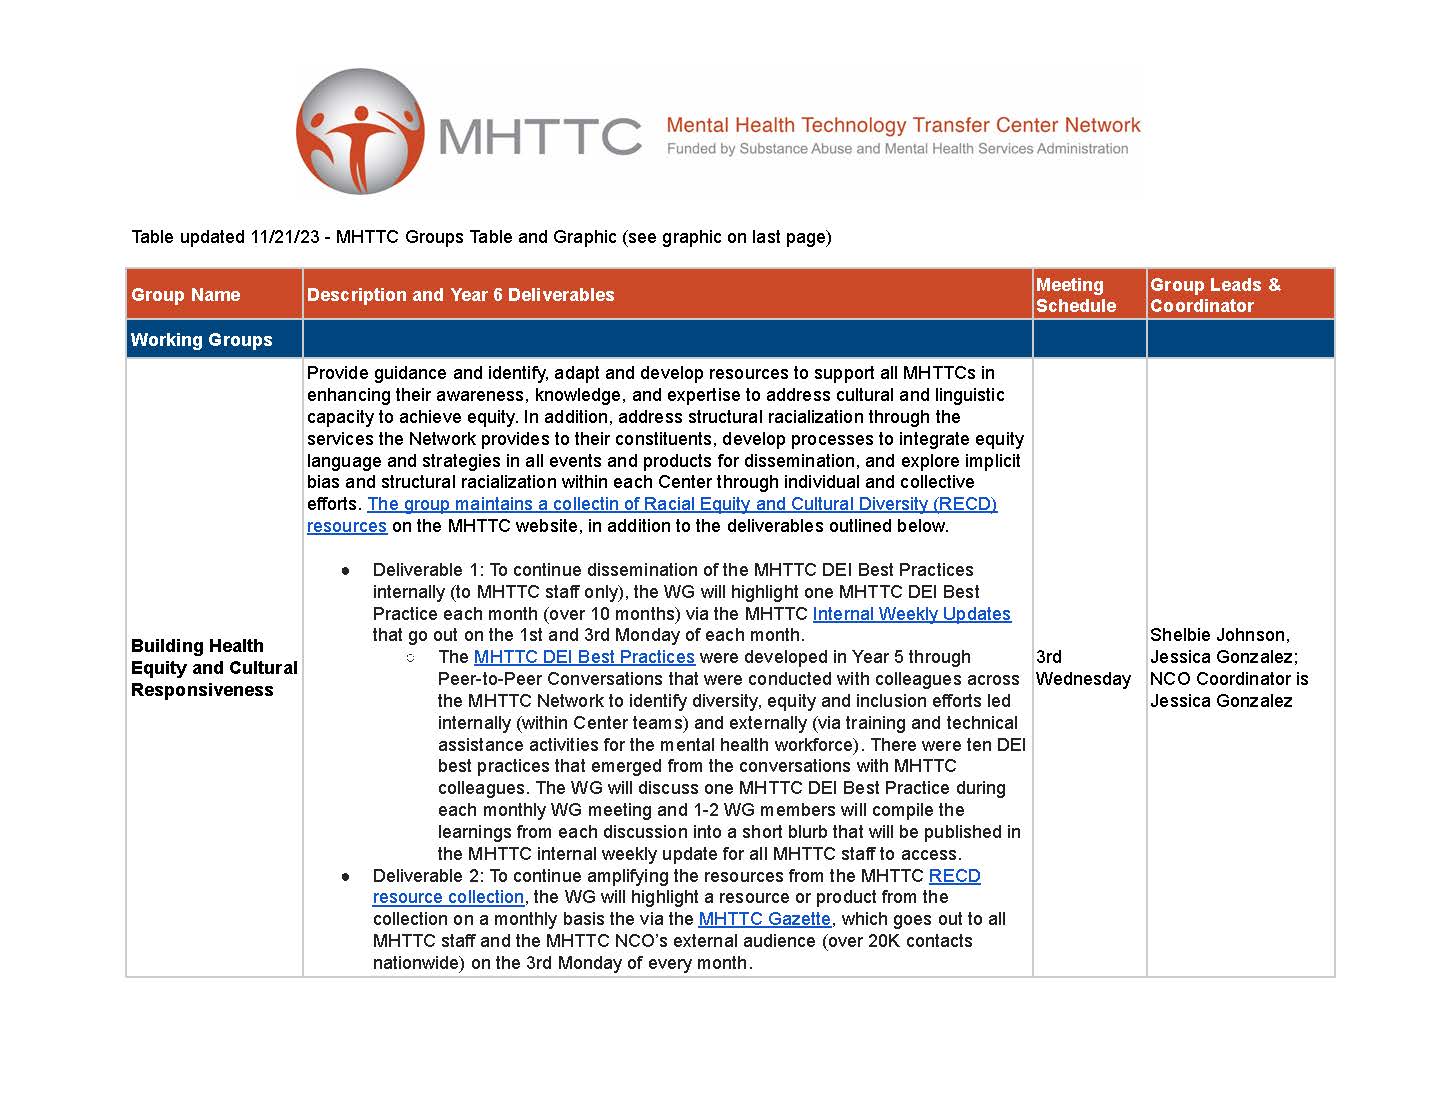 MHTTC
Mental Health Technology Transfer Center Network
Funded by Substance Abuse and Mental Health Services Administration
Table updated 11/21/23 - MHTTC Groups Table and Graphic (see graphic on last page)
Group Name
Description and Year 6 Deliverables
Meeting
Schedule
Group Leads &
Coordinator
Working Groups
Building Health
Equity and Cultural
Responsiveness
Provide guidance and identify, adapt and develop resources to support all MHTTCs in
enhancing their awareness, knowledge, and expertise to address cultural and linguistic
capacity to achieve equity. In addition, address structural racialization through the
services the Network provides to their constituents, develop processes to integrate equity
language and strategies in all events and products for dissemination, and explore implicit
bias and structural racialization within each Center through individual and collective
efforts. The group maintains a collectin of Racial Equity and Cultural Diversity (RECD)
resources on the MHTTC website, in addition to the deliverables outlined below.
● Deliverable 1: To continue dissemination of the MHTTC DEI Best Practices
internally (to MHTTC staff only), the WG will highlight one MHTTC DEI Best
Practice each month (over 10 months) via the MHTTC Internal Weekly Updates
that go out on the 1st and 3rd Monday of each month.
○ The MHTTC DEI Best Practices were developed in Year 5 through
Peer-to-Peer Conversations that were conducted with colleagues across
the MHTTC Network to identify diversity, equity and inclusion efforts led
internally (within Center teams) and externally (via training and technical
assistance activities for the mental health workforce). There were ten DEI
best practices that emerged from the conversations with MHTTC
colleagues. The WG will discuss one MHTTC DEI Best Practice during
each monthly WG meeting and 1-2 WG members will compile the
learnings from each discussion into a short blurb that will be published in
the MHTTC internal weekly update for all MHTTC staff to access.
● Deliverable 2: To continue amplifying the resources from the MHTTC RECD
resource collection, the WG will highlight a resource or product from the
collection on a monthly basis the via the MHTTC Gazette, which goes out to all
MHTTC staff and the MHTTC NCO's external audience (over 20K contacts
nationwide) on the 3rd Monday of every month.
3rd
Wednesday
Shelbie Johnson,
Jessica Gonzalez;
NCO Coordinator is
Jessica Gonzalez